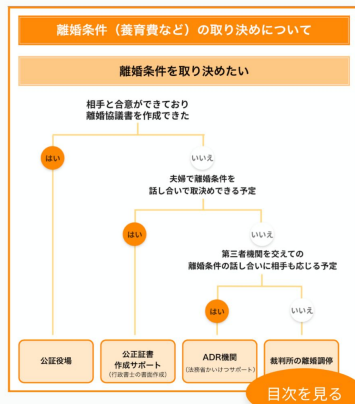 離婚条件（養育費など）の取り決めについて
離婚条件を取り決めたい
相手と合意ができており
離婚協議書を作成できた
はい
いいえ
夫婦で離婚条件を
話し合いで取決めできる予定
はい
いいえ
第三者機関を交えての
離婚条件の話し合いに相手も応じる予定
はい
いいえ
公証役場
公正証書
作成サポート
(行政書士の書面作成)
ADR機関
(法務省かいけつサポート)
裁判所の離婚調停
目次を見る